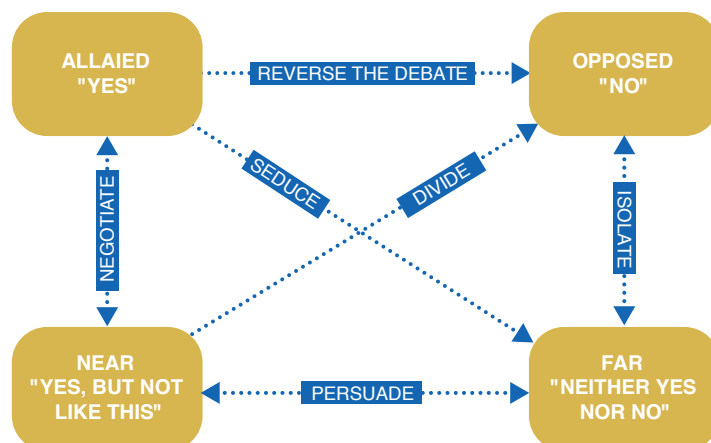 ALLAIED
"YES"
REVERSE THE DEBATE
OPPOSED
"NO"
SEDUCE
DIVIDE
NEGOTIATE
ISOLATE
NEAR
"YES, BUT NOT
LIKE THIS"
PERSUADE
FAR
"NEITHER YES
NOR NO"